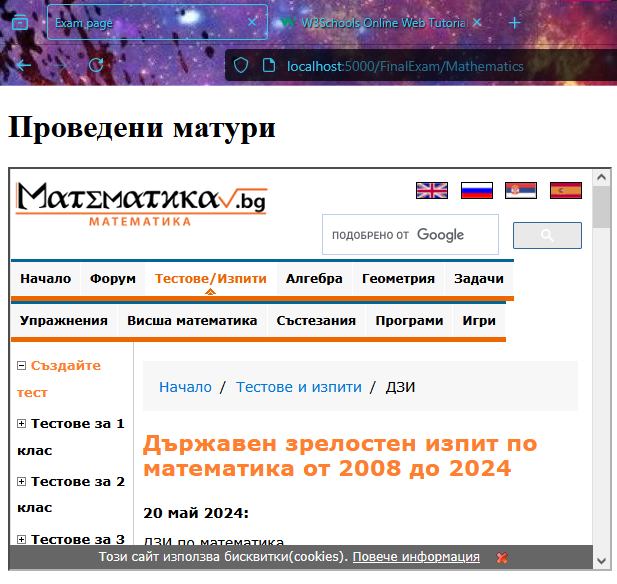 Exam page
W3Schools Online Web Tutoria
localhost:5000/FinalExam/Mathematics
Проведени матури
Математика.bg
МАТЕМАТИКА
ПОДОБРЕНО ОТ Google
Начало Форум Тестове/Изпити Алгебра Геометрия Задачи
Упражнения Висша математика Състезания Програми Игри
Създайте
тест
Тестове за 1
клас
Тестове за 2
клас
Тестове за 3
Начало / Тестове и изпити / ДЗИ
Държавен зрелостен изпит по
математика от 2008 до 2024
20 май 2024:
ДЗИ по математика
Този сайт използва бисквитки(cookies). Повече информация